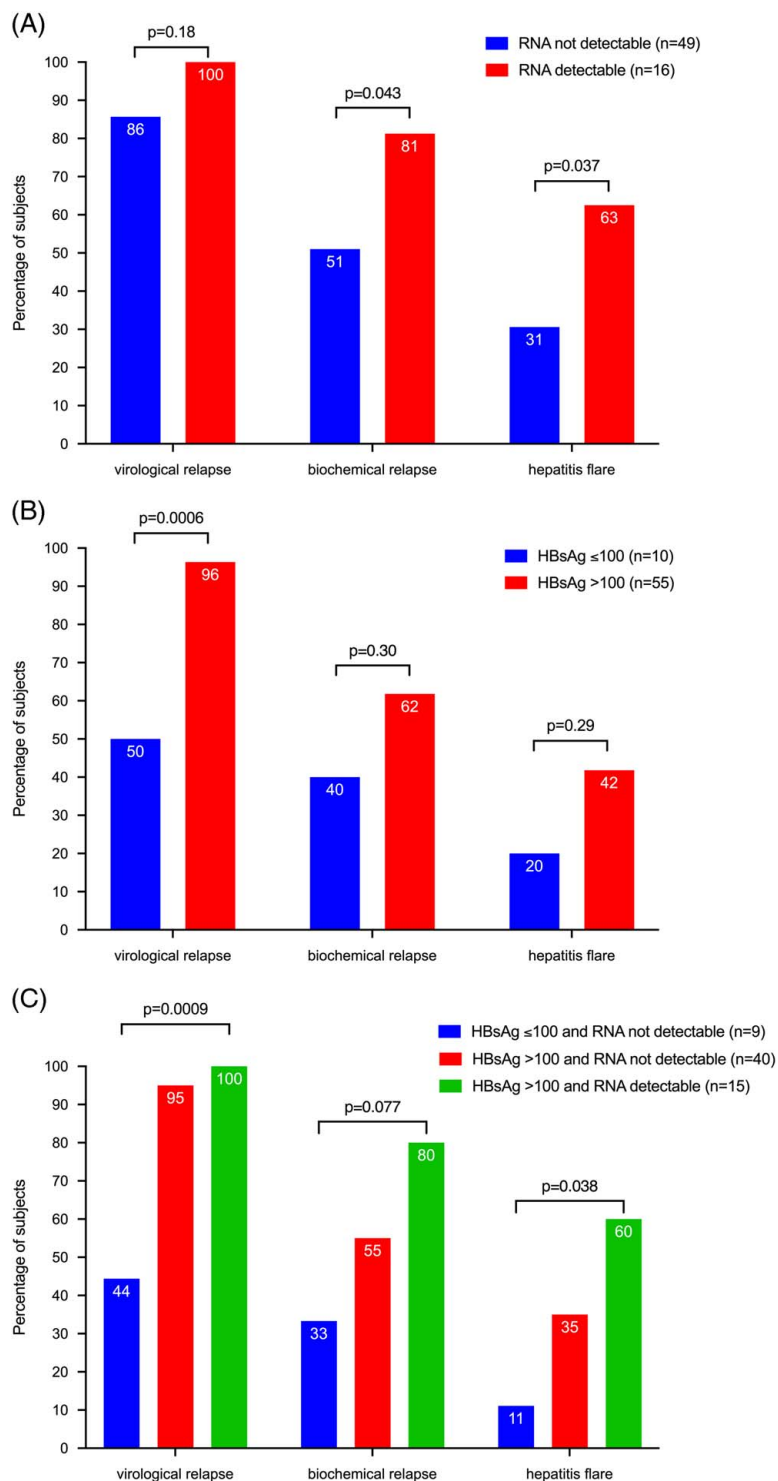 (A)
p=0.18
RNA not detectable (n=49)
RNA detectable (n=16)
p=0.043
p=0.037
Percentage of subjects
100
90
80
70
60
50
40
30
20
10
0
86
100
51
81
31
63
virological relapse
biochemical relapse
hepatitis flare
(B)
p=0.0006
HBsAg ≤100 (n=10)
HBsAg >100 (n=55)
p=0.30
p=0.29
Percentage of subjects
100
90
80
70
60
50
40
30
20
10
0
50
96
40
62
20
42
virological relapse
biochemical relapse
hepatitis flare
(C)
p=0.0009
HBsAg ≤100 and RNA not detectable (n=9)
HBsAg >100 and RNA not detectable (n=40)
HBsAg >100 and RNA detectable (n=15)
p=0.077
p=0.038
Percentage of subjects
100
90
80
70
60
50
40
30
20
10
0
44
95
100
33
55
80
11
35
60
virological relapse
biochemical relapse
hepatitis flare